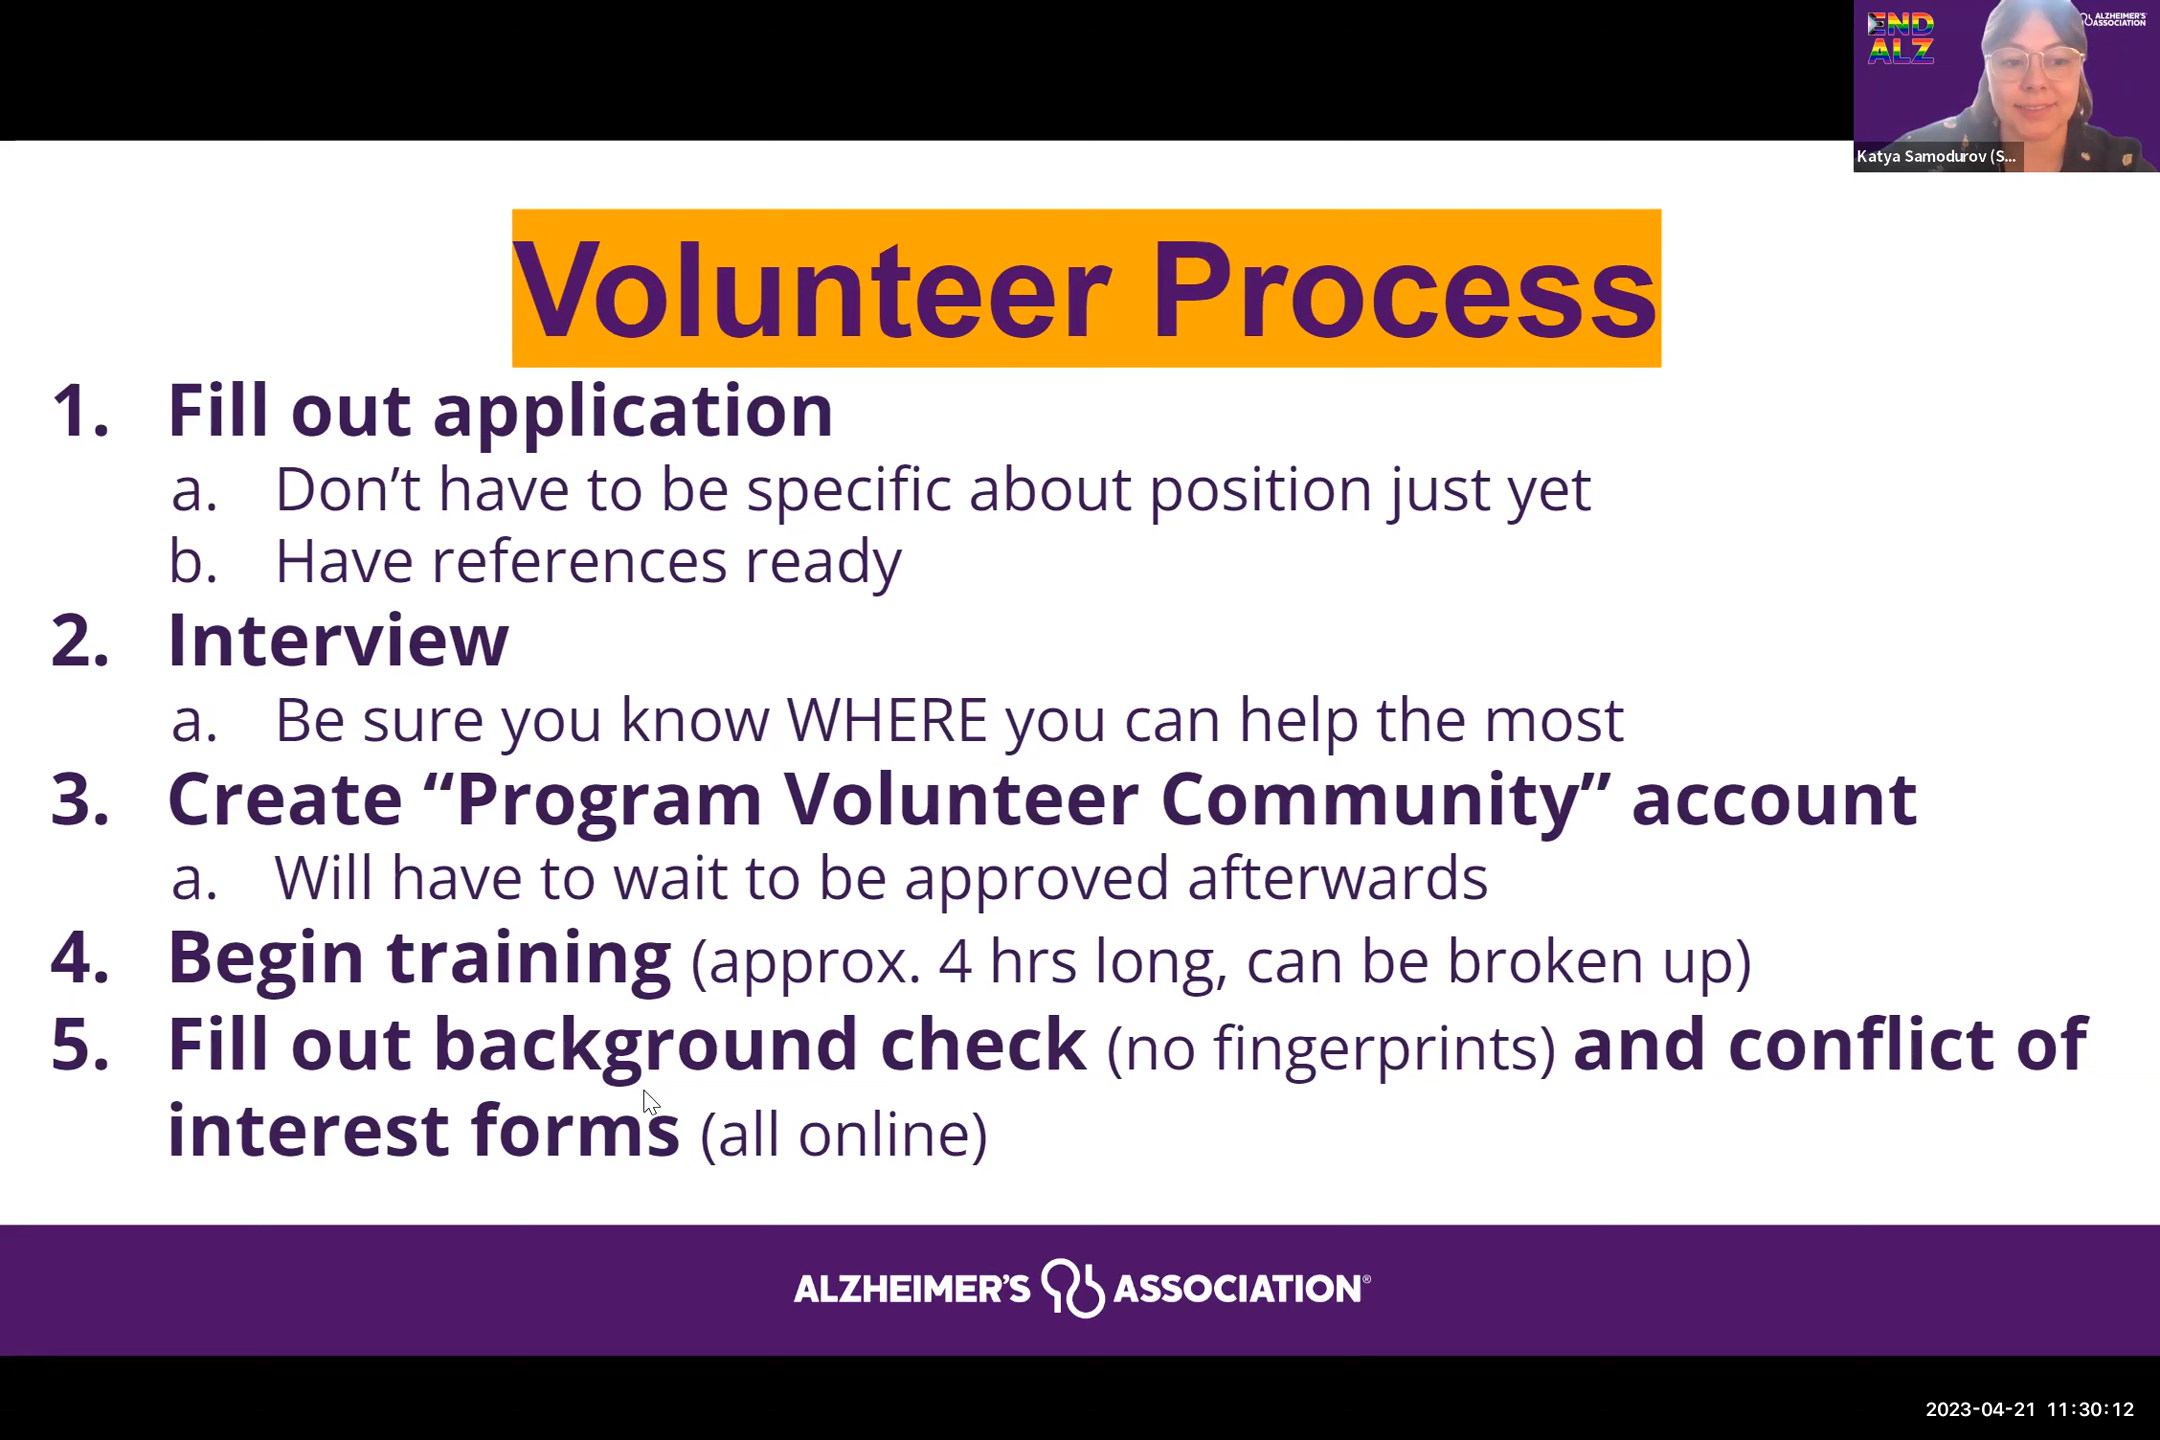 END
ALZ
ALZHEIMER'S
ASSOCIATION
Katya Samodurov (S...
Volunteer Process
1. Fill out application
a. Don’t have to be specific about position just yet
b. Have references ready
2. Interview
a. Be sure you know WHERE you can help the most
3. Create “Program Volunteer Community” account
a. Will have to wait to be approved afterwards
4. Begin training (approx. 4 hrs long, can be broken up)
5. Fill out background check (no fingerprints) and conflict of
interest forms (all online)
ALZHEIMER'S ASSOCIATION®
2023-04-21 11:30:12